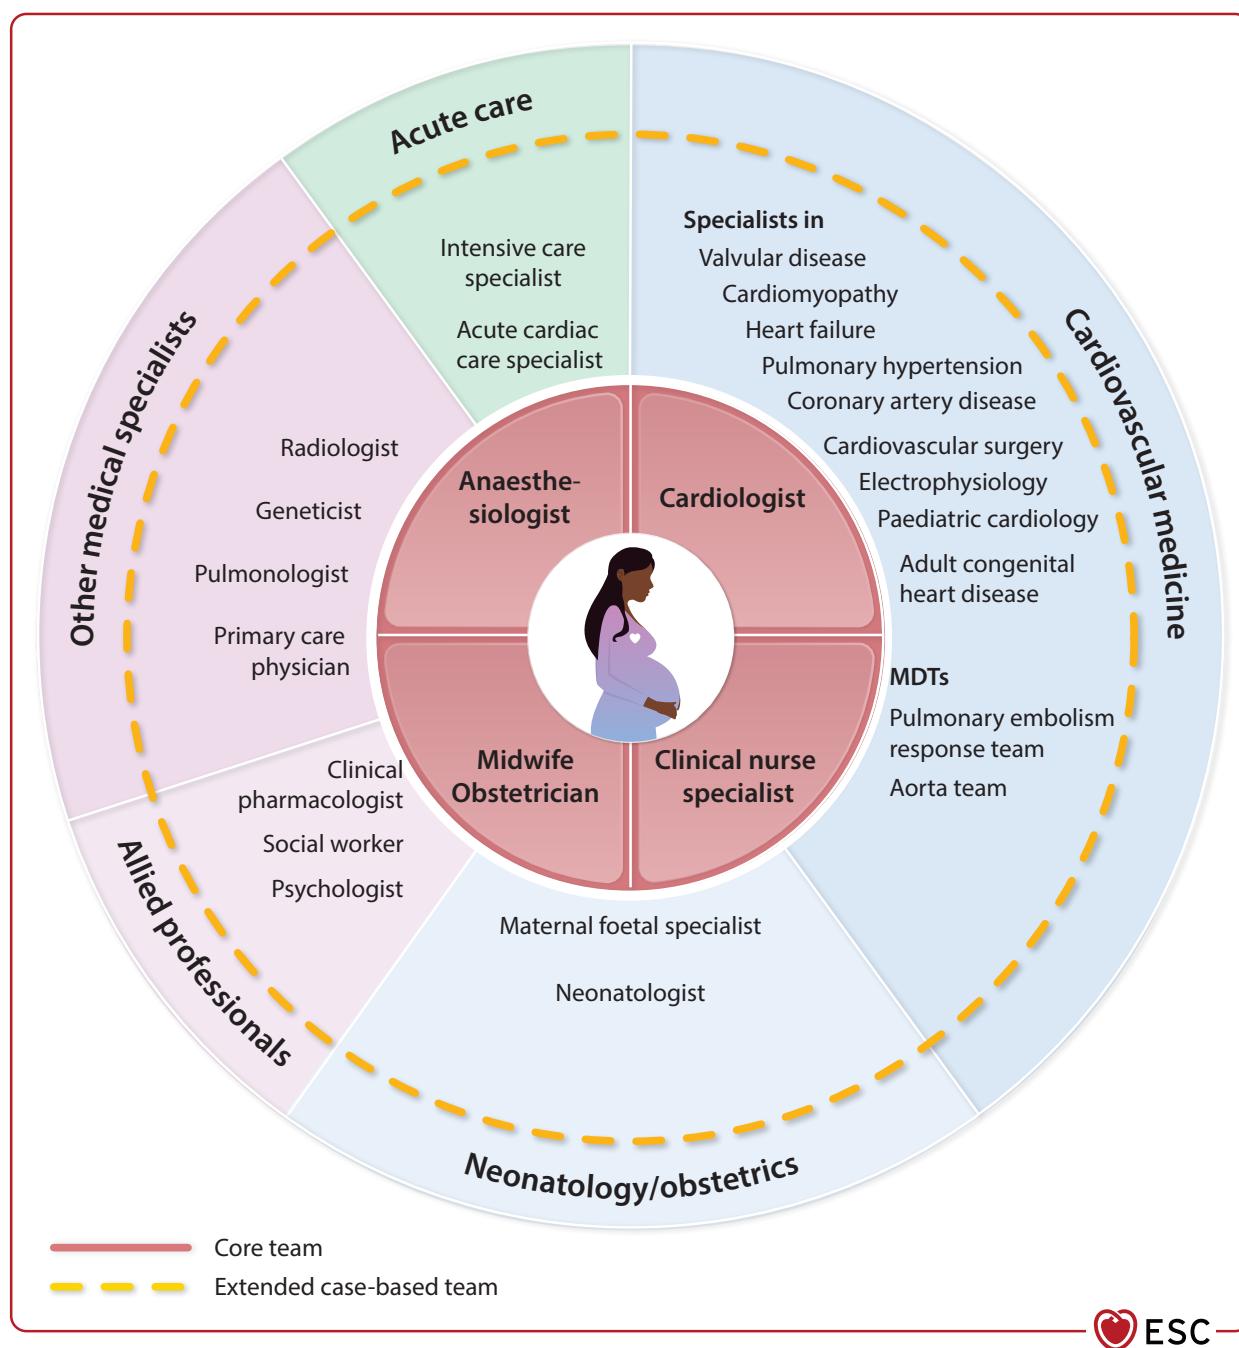 Acute care
Intensive care
specialist
Acute cardiac
care specialist
Cardiovascular medicine
Specialists in
Valvular disease
Cardiomyopathy
Heart failure
Pulmonary hypertension
Coronary artery disease
Cardiovascular surgery
Electrophysiology
Paediatric cardiology
Adult congenital
heart disease
MDTs
Pulmonary embolism
response team
Aorta team
Other medical specialists
Radiologist
Geneticist
Pulmonologist
Primary care
physician
Anaesthe-
siologist
Cardiologist
Midwife
Obstetrician
Clinical nurse
specialist
Allied professionals
Clinical
pharmacologist
Social worker
Psychologist
Maternal foetal specialist
Neonatologist
Neonatology/obstetrics
Core team
Extended case-based team
ESC